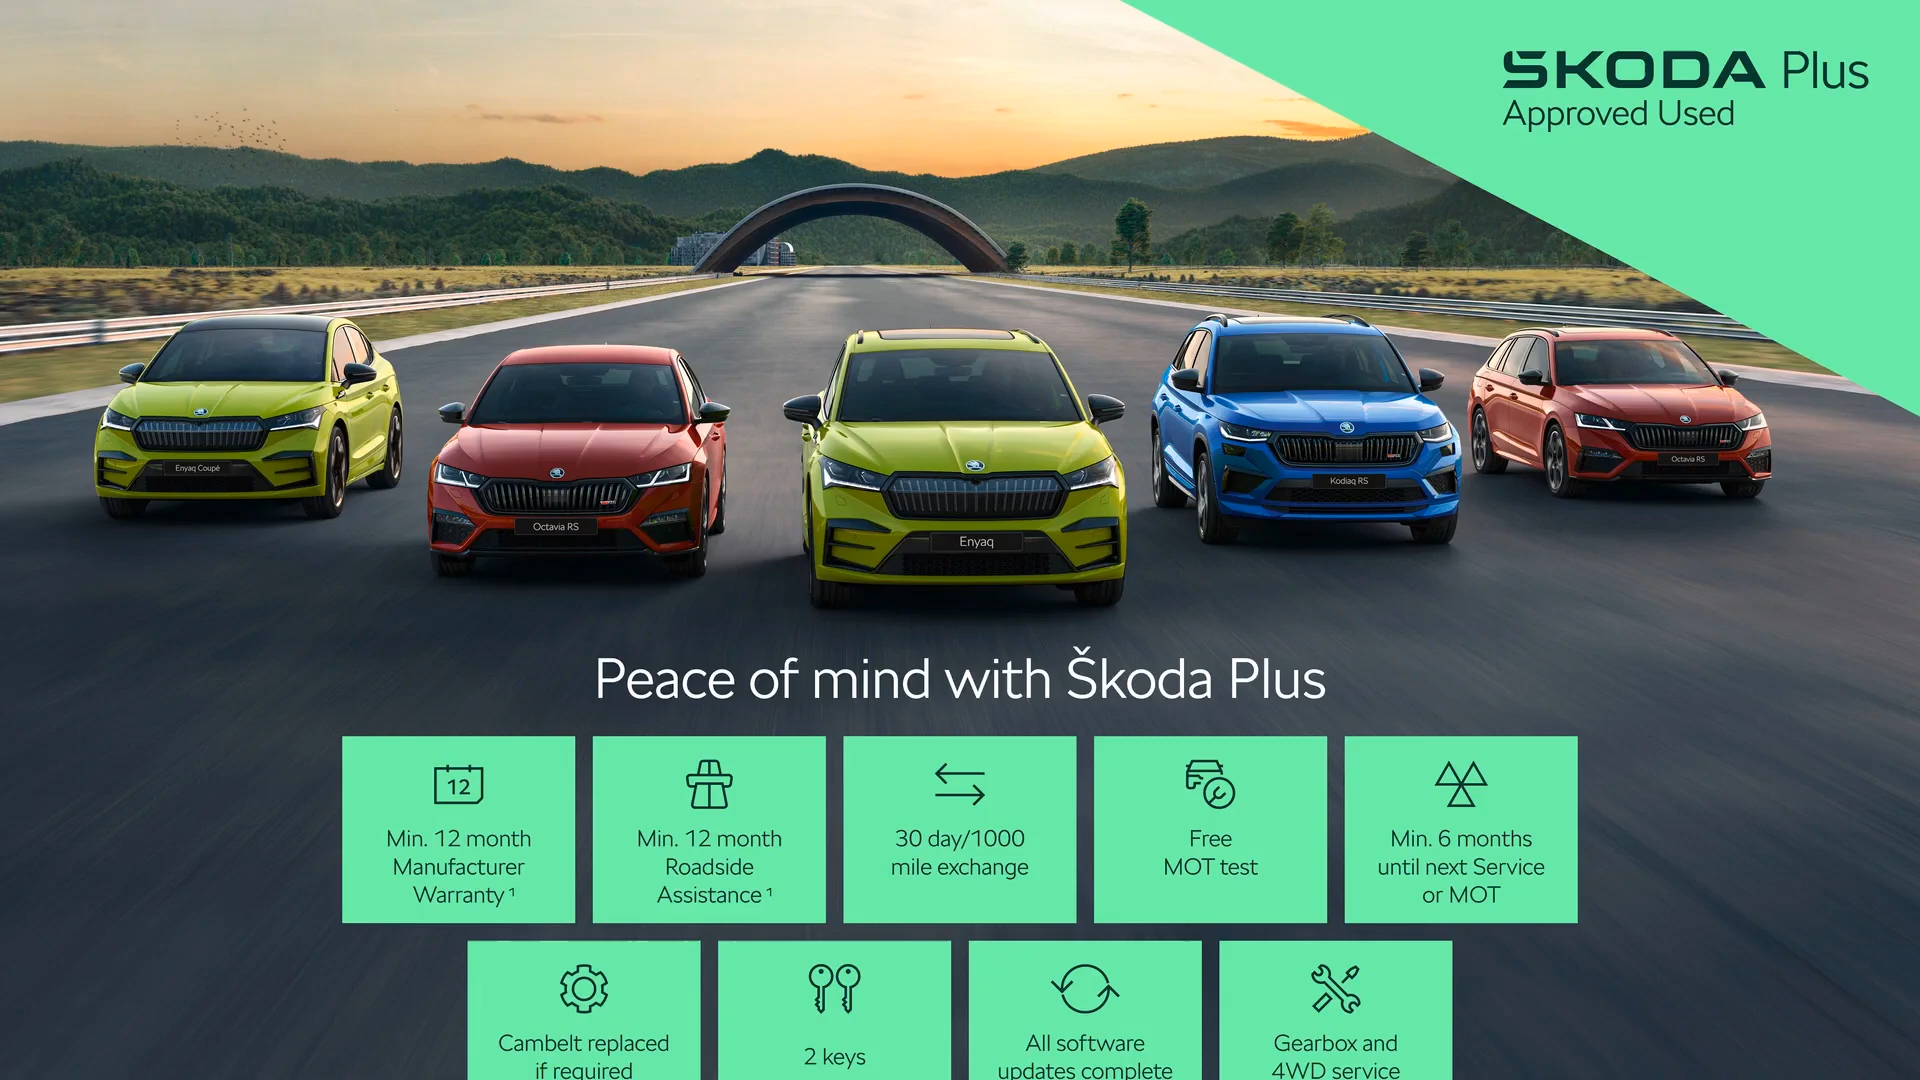 ŠKODA Plus
Approved Used
Enyaq Coupé
Octavia RS
Enyaq
Kodiaq RS
Octavia RS
Peace of mind with Škoda Plus
12
Min. 12 month
Manufacturer
Warranty ¹
Min. 12 month
Roadside
Assistance ¹
30 day/1000
mile exchange
Free
MOT test
Min. 6 months
until next Service
or MOT
Cambelt replaced
if required
2 keys
All software
updates complete
Gearbox and
4WD service